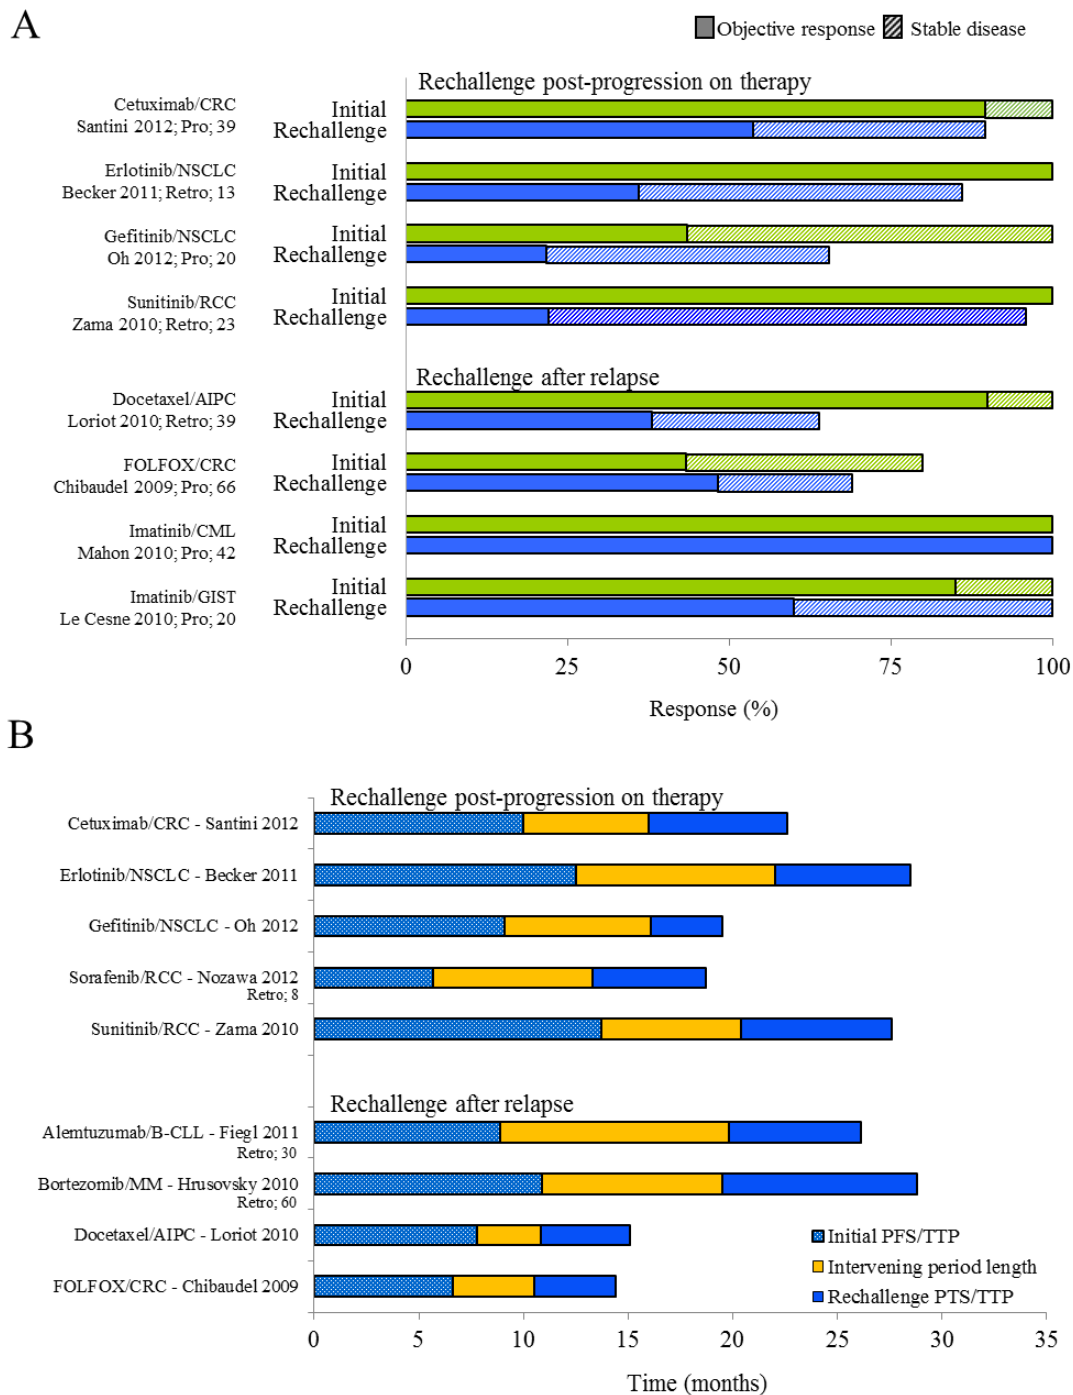 A
Objective response
Stable disease
Rechallenge post-progression on therapy
Cetuximab/CRC
Santini 2012; Pro; 39
Initial
Rechallenge
Erlotinib/NSCLC
Becker 2011; Retro; 13
Initial
Rechallenge
Gefitinib/NSCLC
Oh 2012; Pro; 20
Initial
Rechallenge
Sunitinib/RCC
Zama 2010; Retro; 23
Initial
Rechallenge
Rechallenge after relapse
Docetaxel/AIPC
Loriot 2010; Retro; 39
Initial
Rechallenge
FOLFOX/CRC
Chibaudel 2009; Pro; 66
Initial
Rechallenge
Imatinib/CML
Mahon 2010; Pro; 42
Initial
Rechallenge
Imatinib/GIST
Le Cesne 2010; Pro; 20
Initial
Rechallenge
0 25 50 75 100
Response (%)
B
Rechallenge post-progression on therapy
Cetuximab/CRC - Santini 2012
Erlotinib/NSCLC - Becker 2011
Gefitinib/NSCLC - Oh 2012
Sorafenib/RCC - Nozawa 2012
Retro; 8
Sunitinib/RCC - Zama 2010
Rechallenge after relapse
Alemtuzumab/B-CLL - Fiegl 2011
Retro; 30
Bortezomib/MM - Hrusovsky 2010
Retro; 60
Docetaxel/AIPC - Loriot 2010
FOLFOX/CRC - Chibaudel 2009
Initial PFS/TTP
Intervening period length
Rechallenge PTS/TTP
0 5 10 15 20 25 30 35
Time (months)